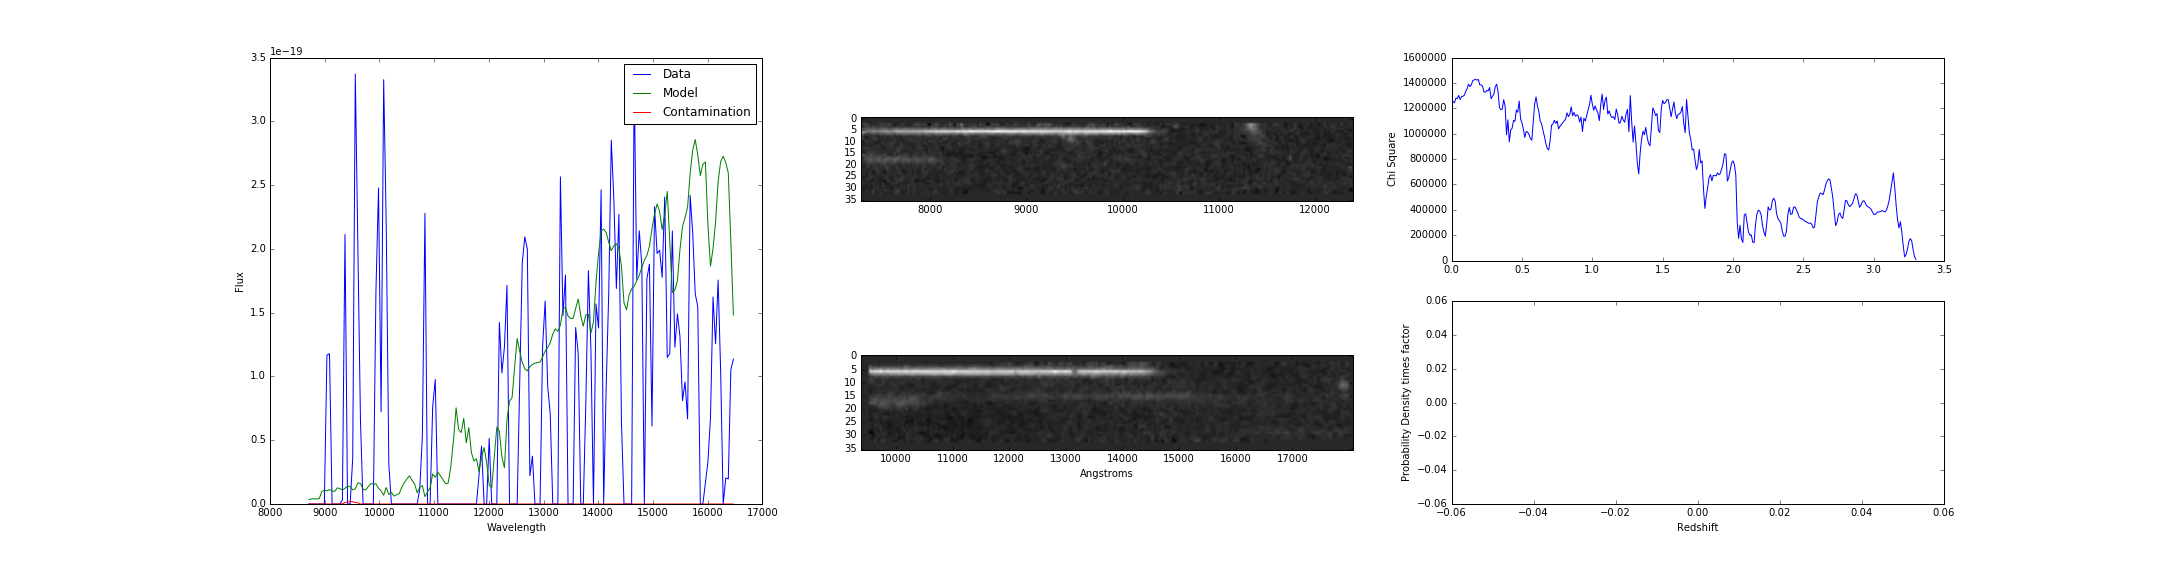 1e−19
3.5
3.0
2.5
2.0
1.5
1.0
0.5
0.0
Flux
8000 9000 10000 11000 12000 13000 14000 15000 16000 17000
Wavelength
Data
Model
Contamination
0
5
10
15
20
25
30
35
8000 9000 10000 11000 12000
0
5
10
15
20
25
30
35
10000 11000 12000 13000 14000 15000 16000 17000
Angstroms
1600000
1400000
1200000
1000000
800000
600000
400000
200000
0
Chi Square
0.0 0.5 1.0 1.5 2.0 2.5 3.0 3.5
0.06
0.04
0.02
0.00
−0.02
−0.04
−0.06
Probability Density times factor
−0.06 −0.04 −0.02 0.00 0.02 0.04 0.06
Redshift